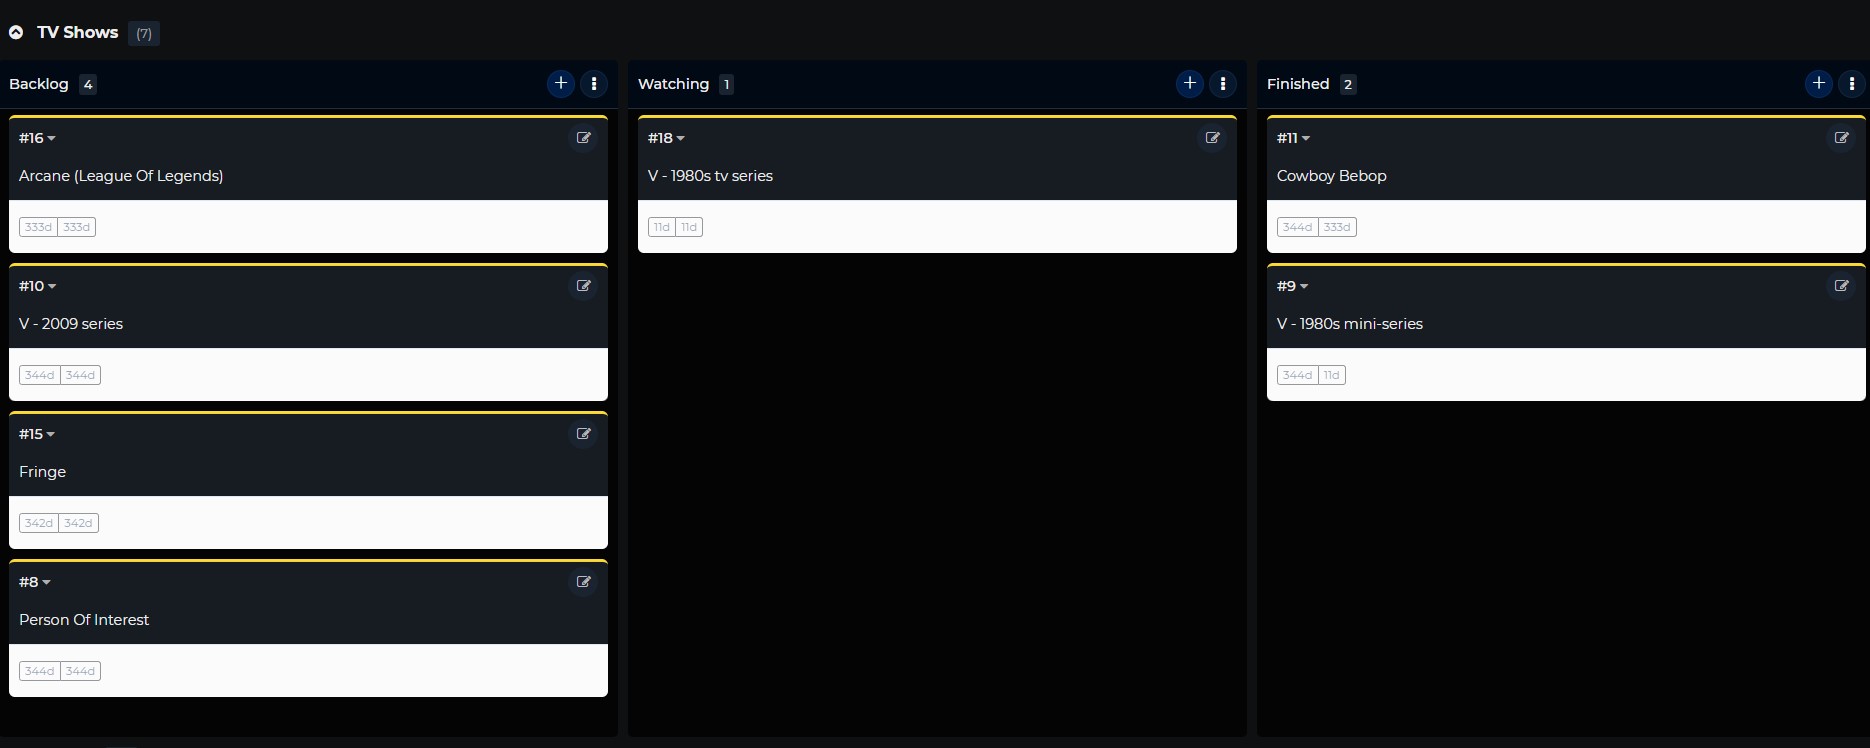 TV Shows (7)
Backlog 4
#16
Arcane (League Of Legends)
333d 333d
#10
V - 2009 series
344d 344d
#15
Fringe
342d 342d
#8
Person Of Interest
344d 344d
Watching 1
#18
V - 1980s tv series
11d 11d
Finished 2
#11
Cowboy Bebop
344d 333d
#9
V - 1980s mini-series
344d 11d